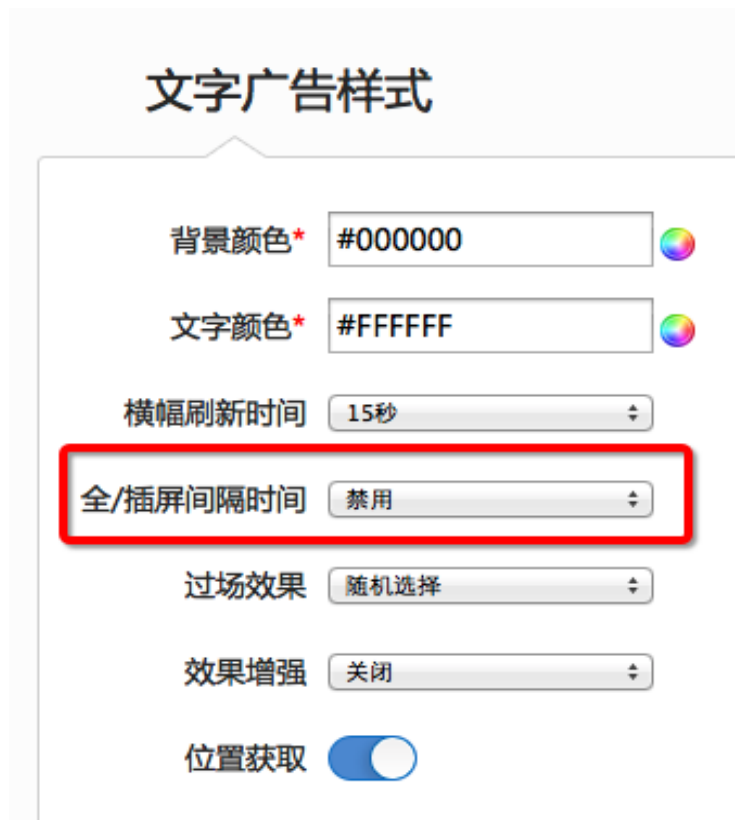 文字广告样式
背景颜色* #000000
文字颜色* #FFFFFF
横幅刷新时间 15秒
全/插屏间隔时间 禁用
过场效果 随机选择
效果增强 关闭
位置获取